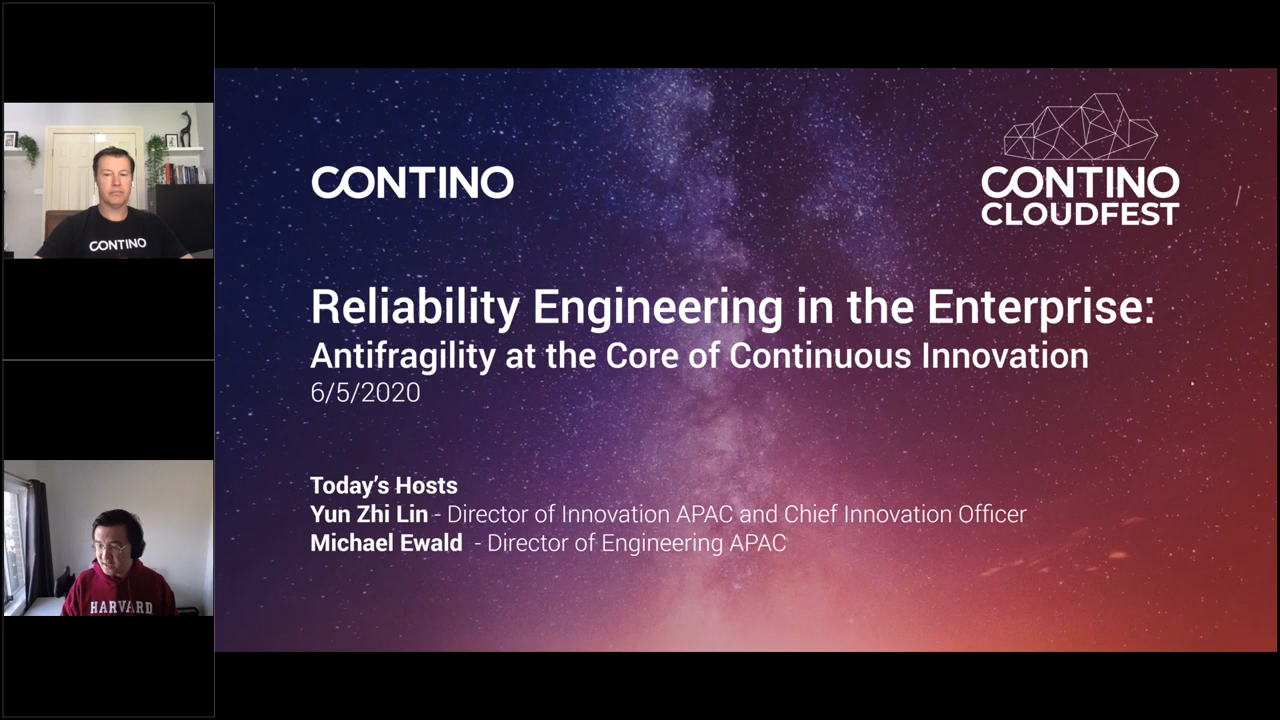 CONTINO
HARVARD
CONTINO
CONTINO
CLOUDFEST
Reliability Engineering in the Enterprise:
Antifragility at the Core of Continuous Innovation
6/5/2020
Today's Hosts
Yun Zhi Lin - Director of Innovation APAC and Chief Innovation Officer
Michael Ewald - Director of Engineering APAC